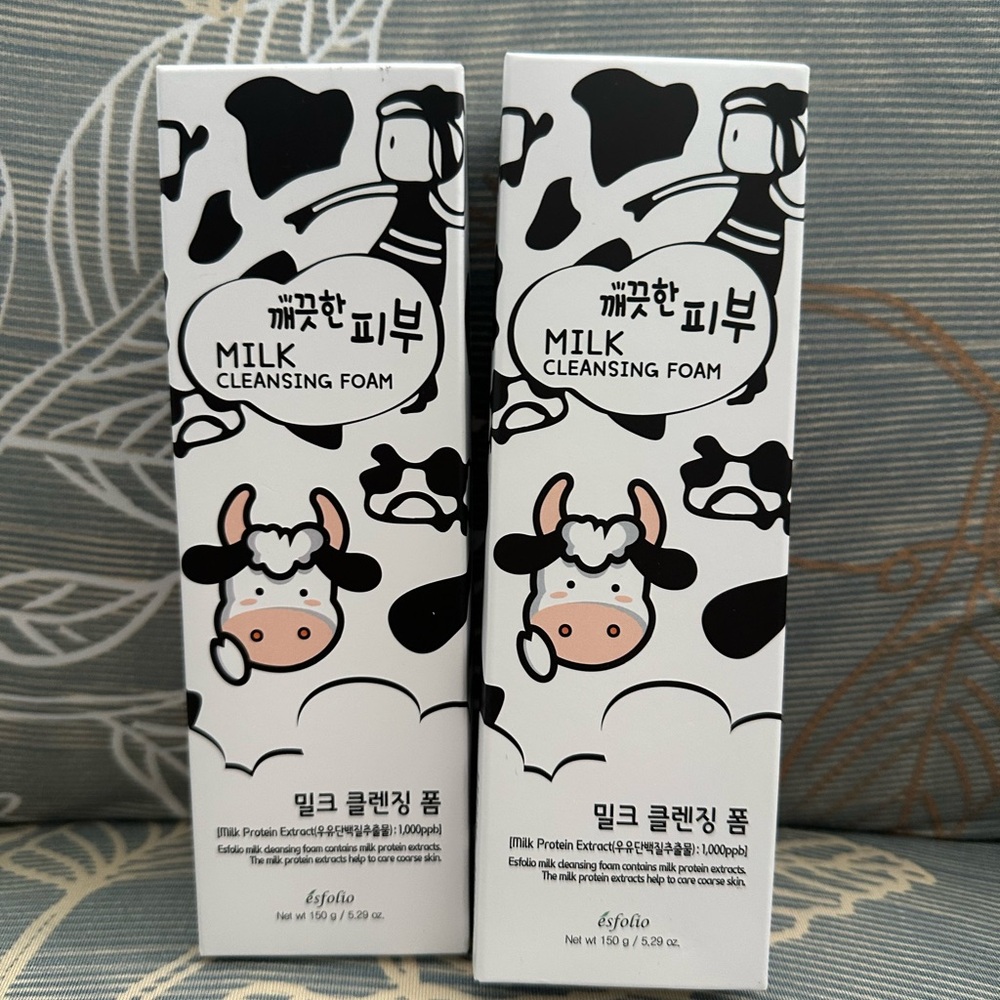 깨끗한 피부
MILK
CLEANSING FOAM
밀크 클렌징 폼
[Milk Protein Extract(우유단백질추출물) : 1,000ppb]
Esfolio milk cleansing foam contains milk protein extracts.
The milk protein extracts help to care coarse skin.
esfolio
Net wt 150 g / 5.29 oz.
깨끗한 피부
MILK
CLEANSING FOAM
밀크 클렌징 폼
[Milk Protein Extract(우유단백질추출물) : 1,000ppb]
Esfolio milk cleansing foam contains milk protein extracts.
The milk protein extracts help to care coarse skin.
esfolio
Net wt 150 g / 5.29 oz.